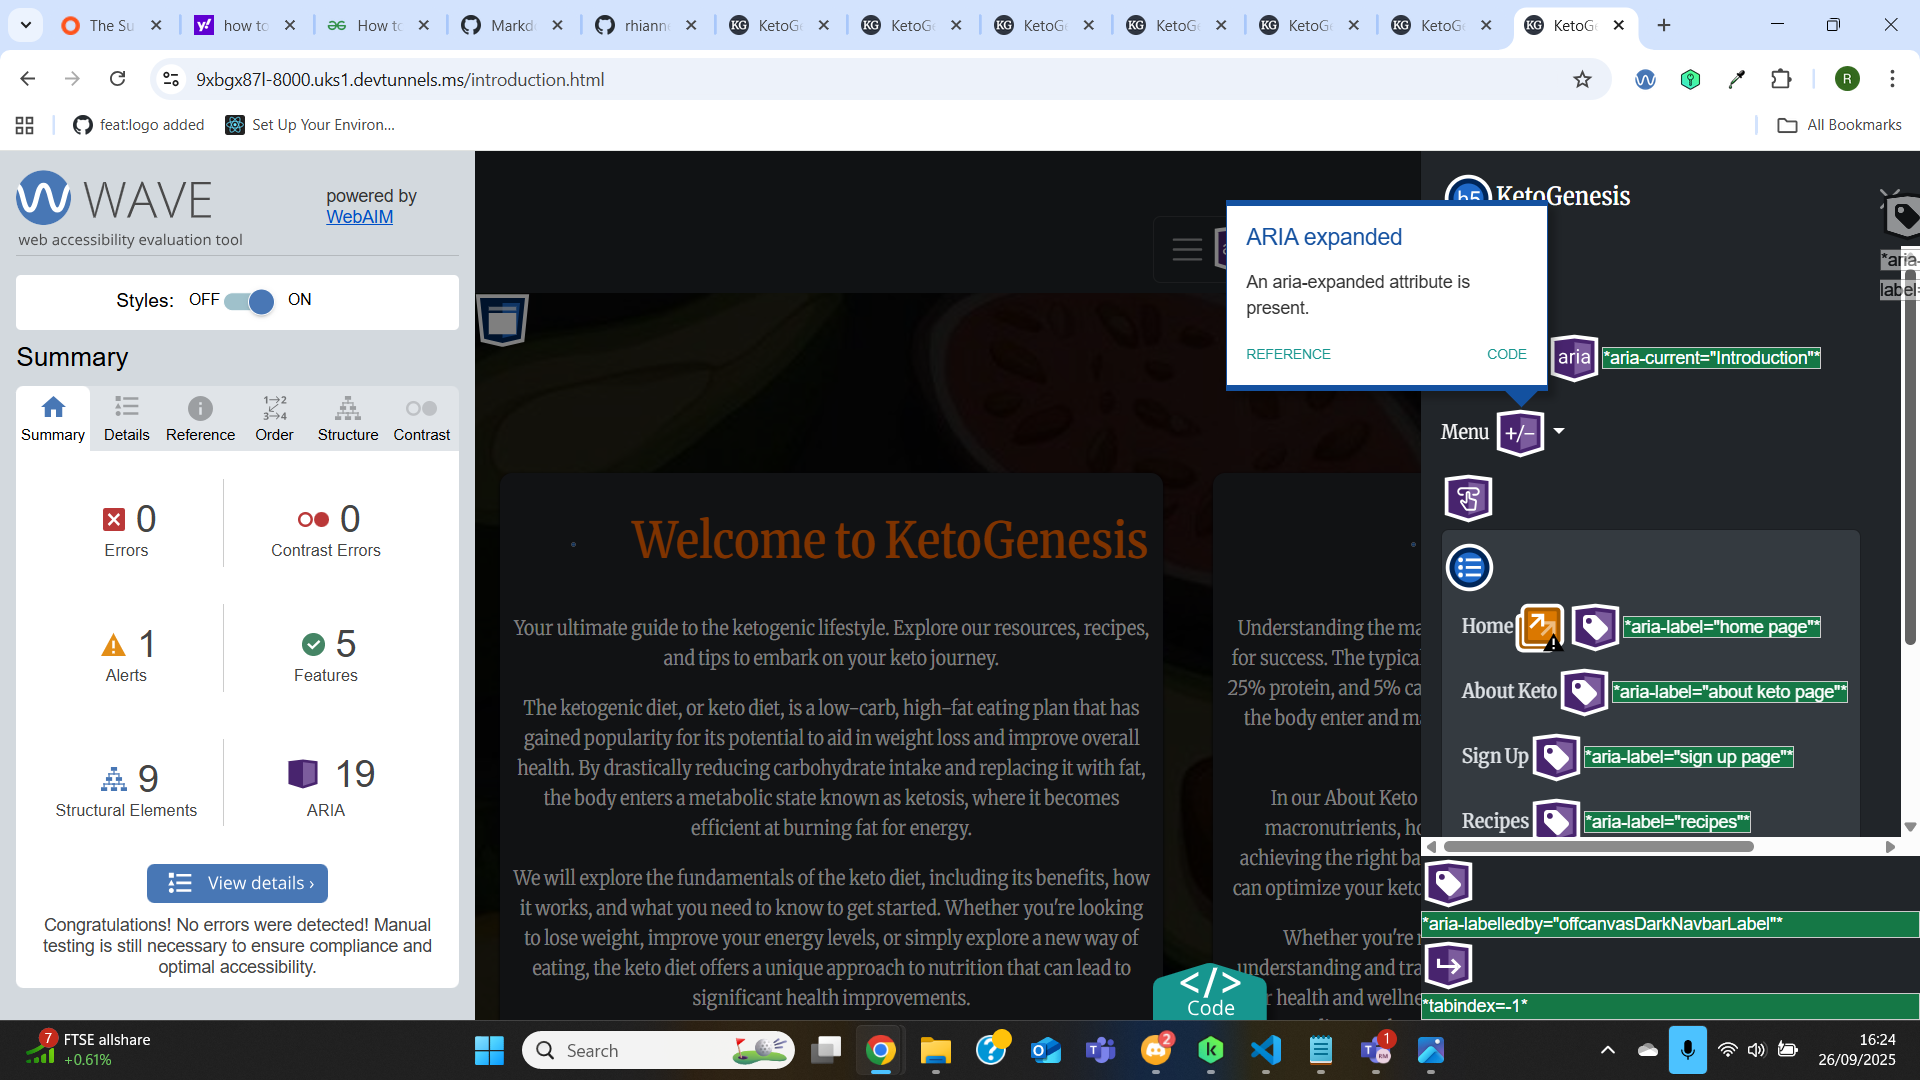 The Su
how to
How to
Markd
rhiann
KetoGe
KetoGe
KetoGe
KetoGe
KetoGe
KetoGe
KetoGe
9xbgx87l-8000.uks1.devtunnels.ms/introduction.html
R
feat:logo added
Set Up Your Environ...
All Bookmarks
WAVE
powered by
WebAIM
web accessibility evaluation tool
Styles: OFF ON
Summary
Summary
Details
Reference
Order
Structure
Contrast
0
Errors
0
Contrast Errors
1
Alerts
5
Features
9
Structural Elements
19
ARIA
View details ›
Congratulations! No errors were detected! Manual
testing is still necessary to ensure compliance and
optimal accessibility.
Welcome to KetoGenesis
Your ultimate guide to the ketogenic lifestyle. Explore our resources, recipes,
and tips to embark on your keto journey.
The ketogenic diet, or keto diet, is a low-carb, high-fat eating plan that has
gained popularity for its potential to aid in weight loss and improve overall
health. By drastically reducing carbohydrate intake and replacing it with fat,
the body enters a metabolic state known as ketosis, where it becomes
efficient at burning fat for energy.
We will explore the fundamentals of the keto diet, including its benefits, how
it works, and what you need to know to get started. Whether you're looking
to lose weight, improve your energy levels, or simply explore a new way of
eating, the keto diet offers a unique approach to nutrition that can lead to
significant health improvements.
Understanding the ma
for success. The typical
25% protein, and 5% ca
the body enter and ma
In our About Keto
macronutrients, ho
achieving the right ba
can optimize your keto
Whether you're
understanding and tra
r health and wellne
</>
Code
ARIA expanded
An aria-expanded attribute is
present.
REFERENCE
CODE
h5 KetoGenesis
*aria-
label=
aria *aria-current="Introduction"*
Menu +/-
Home *aria-label="home page"*
About Keto *aria-label="about keto page"*
Sign Up *aria-label="sign up page"*
Recipes *aria-label="recipes"*
*aria-labelledby="offcanvasDarkNavbarLabel"*
*tabindex=-1*
7
FTSE allshare
+0.61%
Search
2
1
16:24
26/09/2025